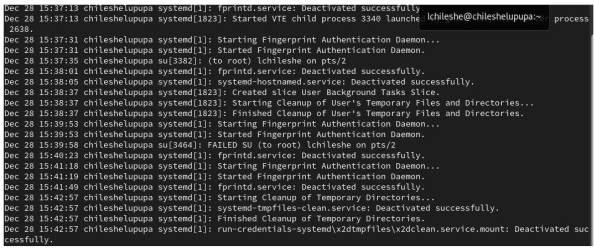 Dec 28 15:37:13 chileshelupupa systemd[1]: fprintd.service: Deactivated successfully.
lchileshe@chileshelupupa:~
Dec 28 15:37:13 chileshelupupa systemd[1823]: Started VTE child process 3340 launched process
2638.
Dec 28 15:37:31 chileshelupupa systemd[1]: Starting Fingerprint Authentication Daemon...
Dec 28 15:37:31 chileshelupupa systemd[1]: Started Fingerprint Authentication Daemon.
Dec 28 15:37:35 chileshelupupa su[3382]: (to root) lchileshe on pts/2
Dec 28 15:38:01 chileshelupupa systemd[1]: fprintd.service: Deactivated successfully.
Dec 28 15:38:05 chileshelupupa systemd[1]: systemd-hostnamed.service: Deactivated successfully.
Dec 28 15:38:37 chileshelupupa systemd[1823]: Created slice User Background Tasks Slice.
Dec 28 15:38:37 chileshelupupa systemd[1823]: Starting Cleanup of User's Temporary Files and Directories...
Dec 28 15:38:37 chileshelupupa systemd[1823]: Finished Cleanup of User's Temporary Files and Directories.
Dec 28 15:39:53 chileshelupupa systemd[1]: Starting Fingerprint Authentication Daemon...
Dec 28 15:39:53 chileshelupupa systemd[1]: Started Fingerprint Authentication Daemon.
Dec 28 15:39:58 chileshelupupa su[3464]: FAILED SU (to root) lchileshe on pts/2
Dec 28 15:40:23 chileshelupupa systemd[1]: fprintd.service: Deactivated successfully.
Dec 28 15:41:18 chileshelupupa systemd[1]: Starting Fingerprint Authentication Daemon...
Dec 28 15:41:19 chileshelupupa systemd[1]: Started Fingerprint Authentication Daemon.
Dec 28 15:41:49 chileshelupupa systemd[1]: fprintd.service: Deactivated successfully.
Dec 28 15:42:57 chileshelupupa systemd[1]: Starting Cleanup of Temporary Directories...
Dec 28 15:42:57 chileshelupupa systemd[1]: systemd-tmpfiles-clean.service: Deactivated successfully.
Dec 28 15:42:57 chileshelupupa systemd[1]: Finished Cleanup of Temporary Directories.
Dec 28 15:42:57 chileshelupupa systemd[1]: run-credentials-systemd\x2dtmpfiles\x2dclean.service.mount: Deactivated suc
cessfully.